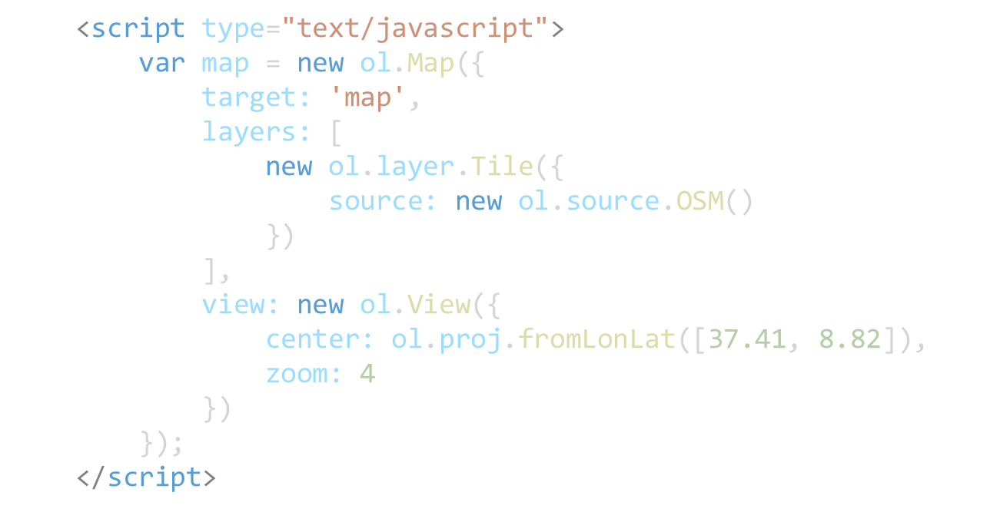 <script type="text/javascript">
    var map = new ol.Map({
        target: 'map',
        layers: [
            new ol.layer.Tile({
                source: new ol.source.OSM()
            })
        ],
        view: new ol.View({
            center: ol.proj.fromLonLat([37.41, 8.82]),
            zoom: 4
        })
    });
</script>